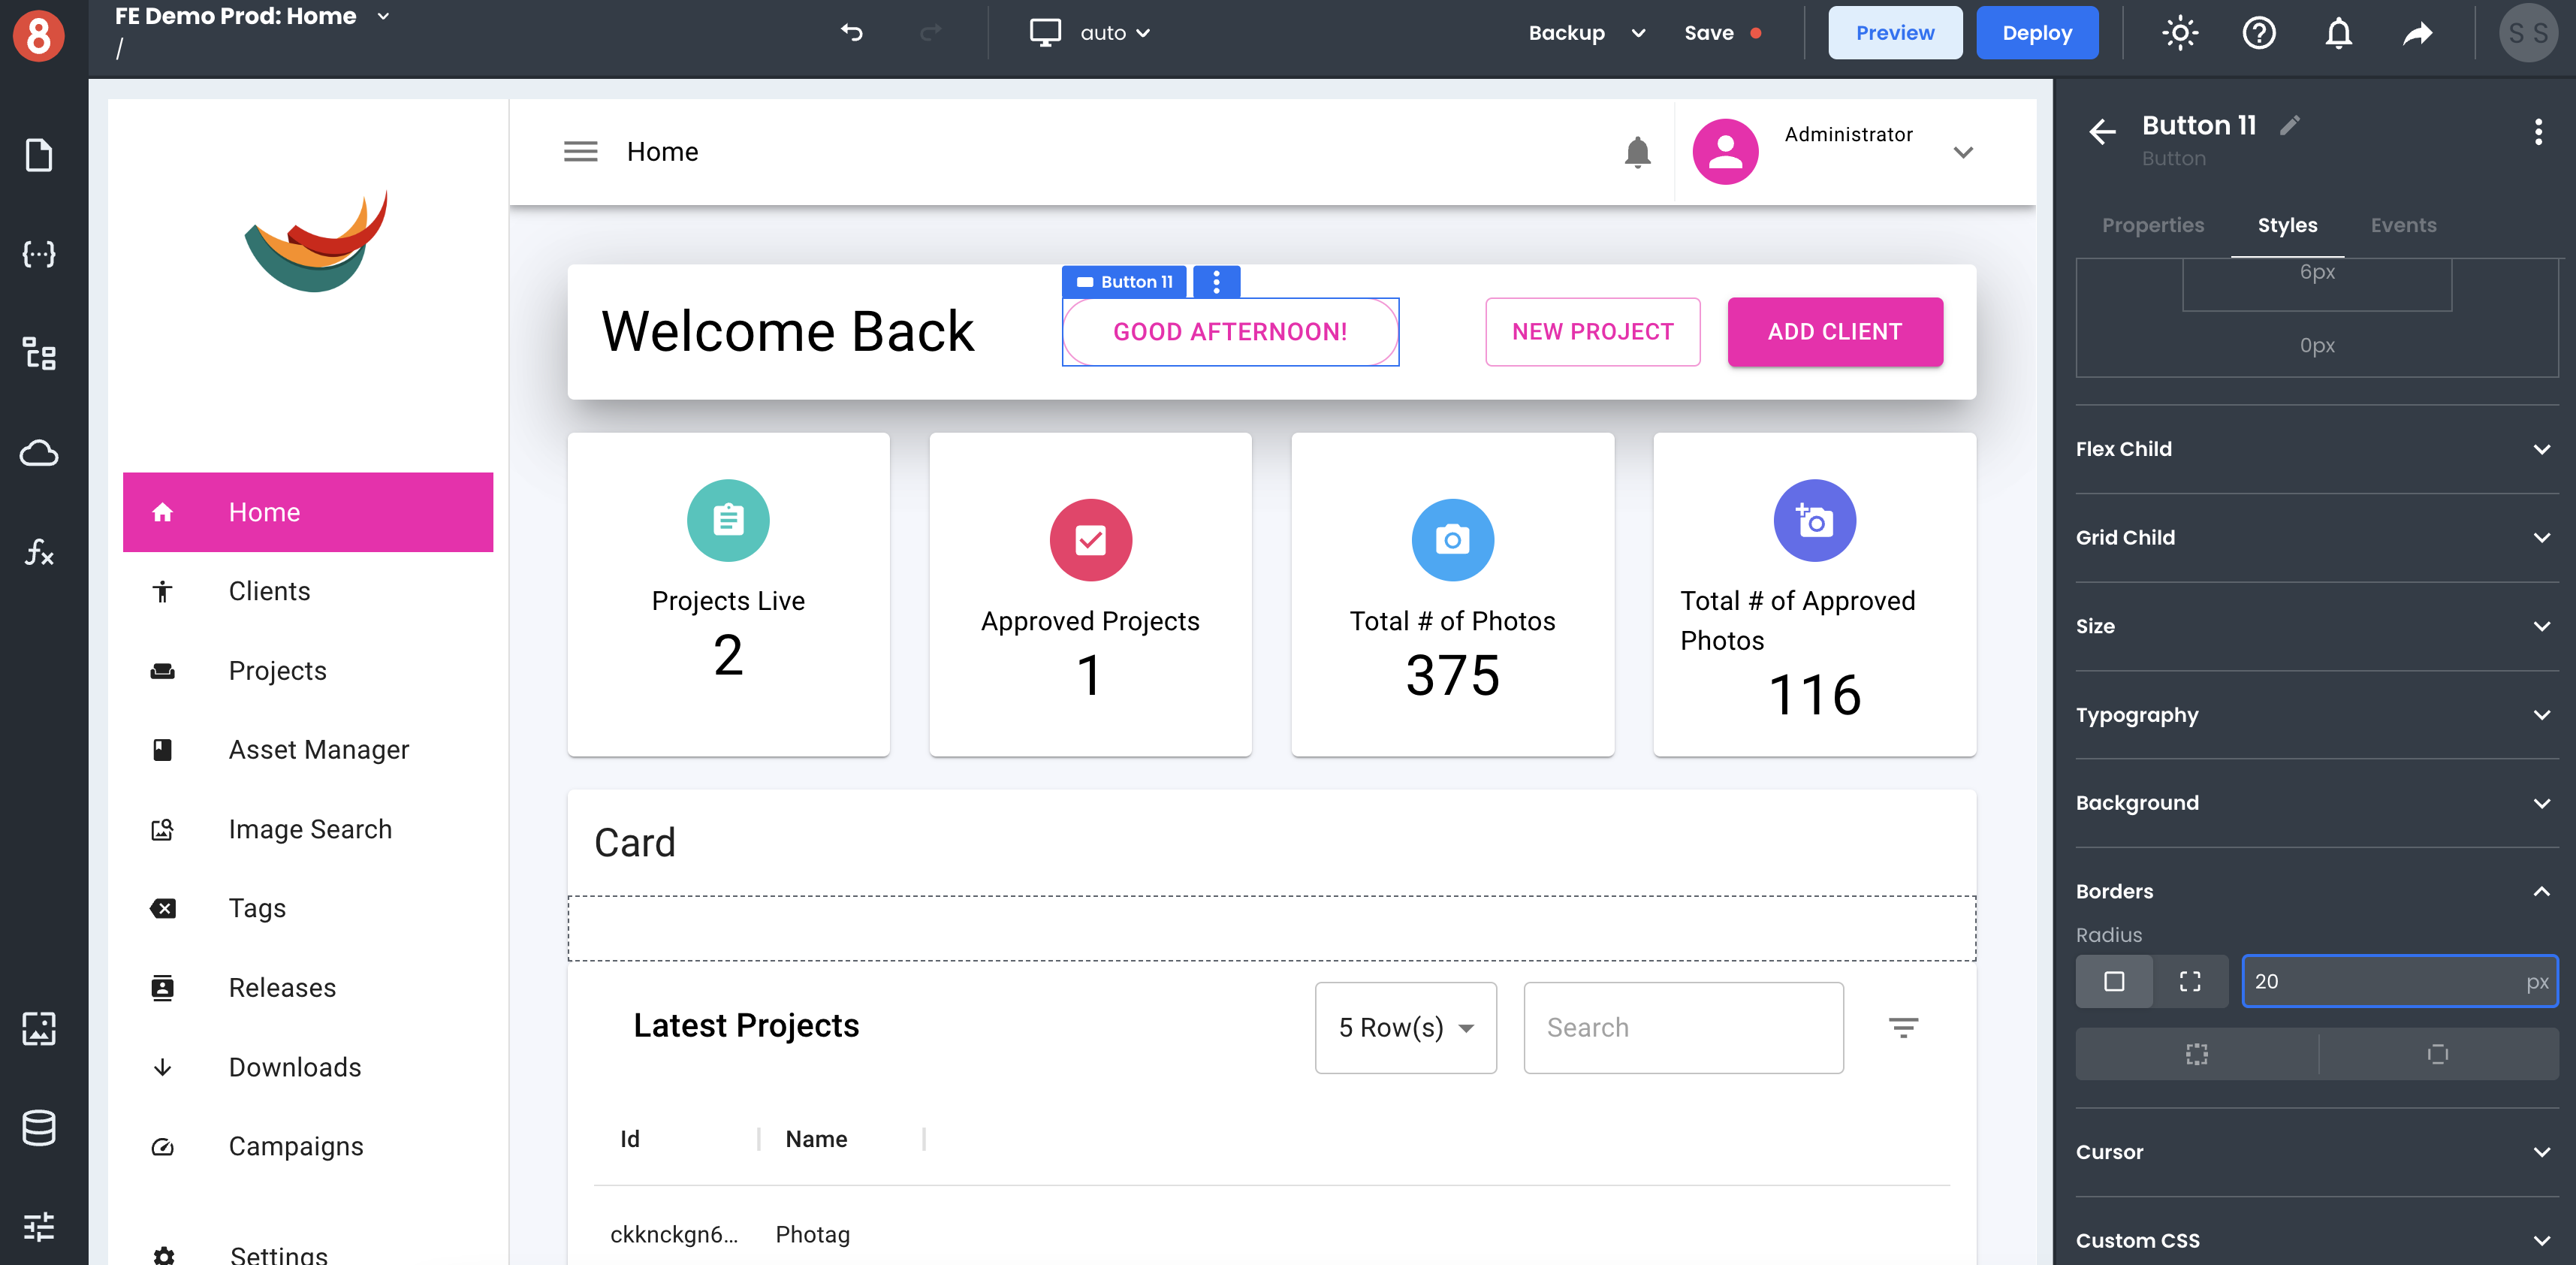 8
FE Demo Prod: Home
/
auto
Backup
Save
Preview
Deploy
S S
Home
Administrator
Button 11
Button
Properties
Styles
Events
6px
0px
Button 11
Welcome Back
GOOD AFTERNOON!
NEW PROJECT
ADD CLIENT
Home
Clients
Projects
Asset Manager
Image Search
Tags
Releases
Downloads
Campaigns
Settings
Projects Live
2
Approved Projects
1
Total # of Photos
375
Total # of Approved
Photos
116
Card
Latest Projects
5 Row(s)
Search
Id
Name
ckknckgn6...
Photag
Flex Child
Grid Child
Size
Typography
Background
Borders
Radius
20
px
Cursor
Custom CSS
fx